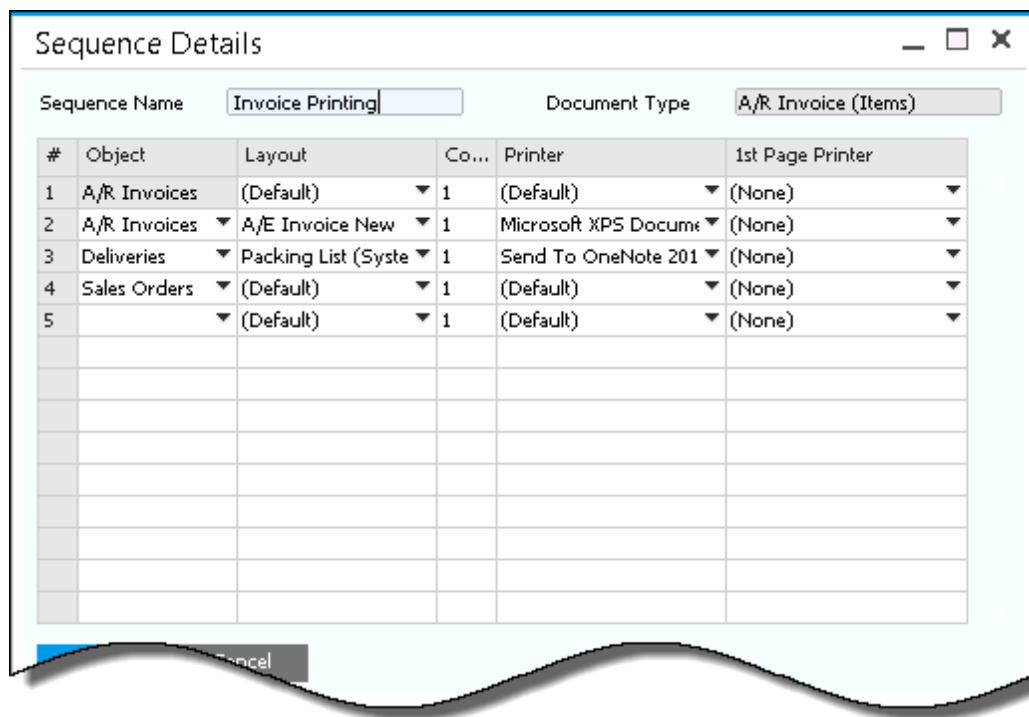 Sequence Details
Sequence Name Invoice Printing Document Type A/R Invoice (Items)
# Object Layout Co... Printer 1st Page Printer
1 A/R Invoices (Default) 1 (Default) (None)
2 A/R Invoices A/E Invoice New 1 Microsoft XPS Docume (None)
3 Deliveries Packing List (Syste 1 Send To OneNote 201 (None)
4 Sales Orders (Default) 1 (Default) (None)
5 (Default) 1 (Default) (None)
Cancel